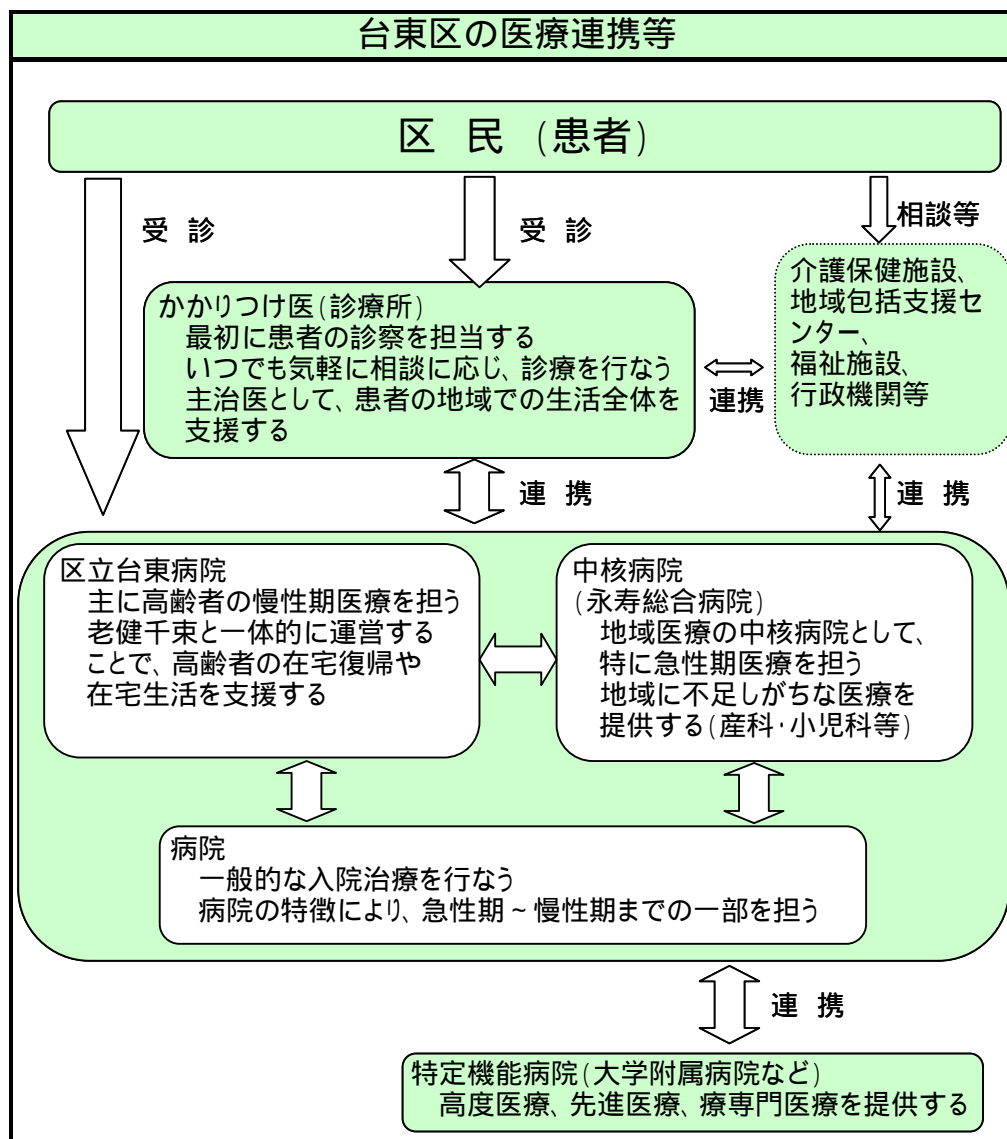 台東区の医療連携等
区 民 (患者)
受 診
受 診
相談等
かかりつけ医(診療所)
最初に患者の診察を担当する
いつでも気軽に相談に応じ、診療を行なう
主治医として、患者の地域での生活全体を
支援する
連携
介護保健施設、
地域包括支援セ
ンター、
福祉施設、
行政機関等
連 携
連 携
区立台東病院
主に高齢者の慢性期医療を担う
老健千束と一体的に運営する
ことで、高齢者の在宅復帰や
在宅生活を支援する
中核病院
(永寿総合病院)
地域医療の中核病院として、
特に急性期医療を担う
地域に不足しがちな医療を
提供する(産科・小児科等)
病院
一般的な入院治療を行なう
病院の特徴により、急性期~慢性期までの一部を担う
連 携
特定機能病院(大学附属病院など)
高度医療、先進医療、療専門医療を提供する